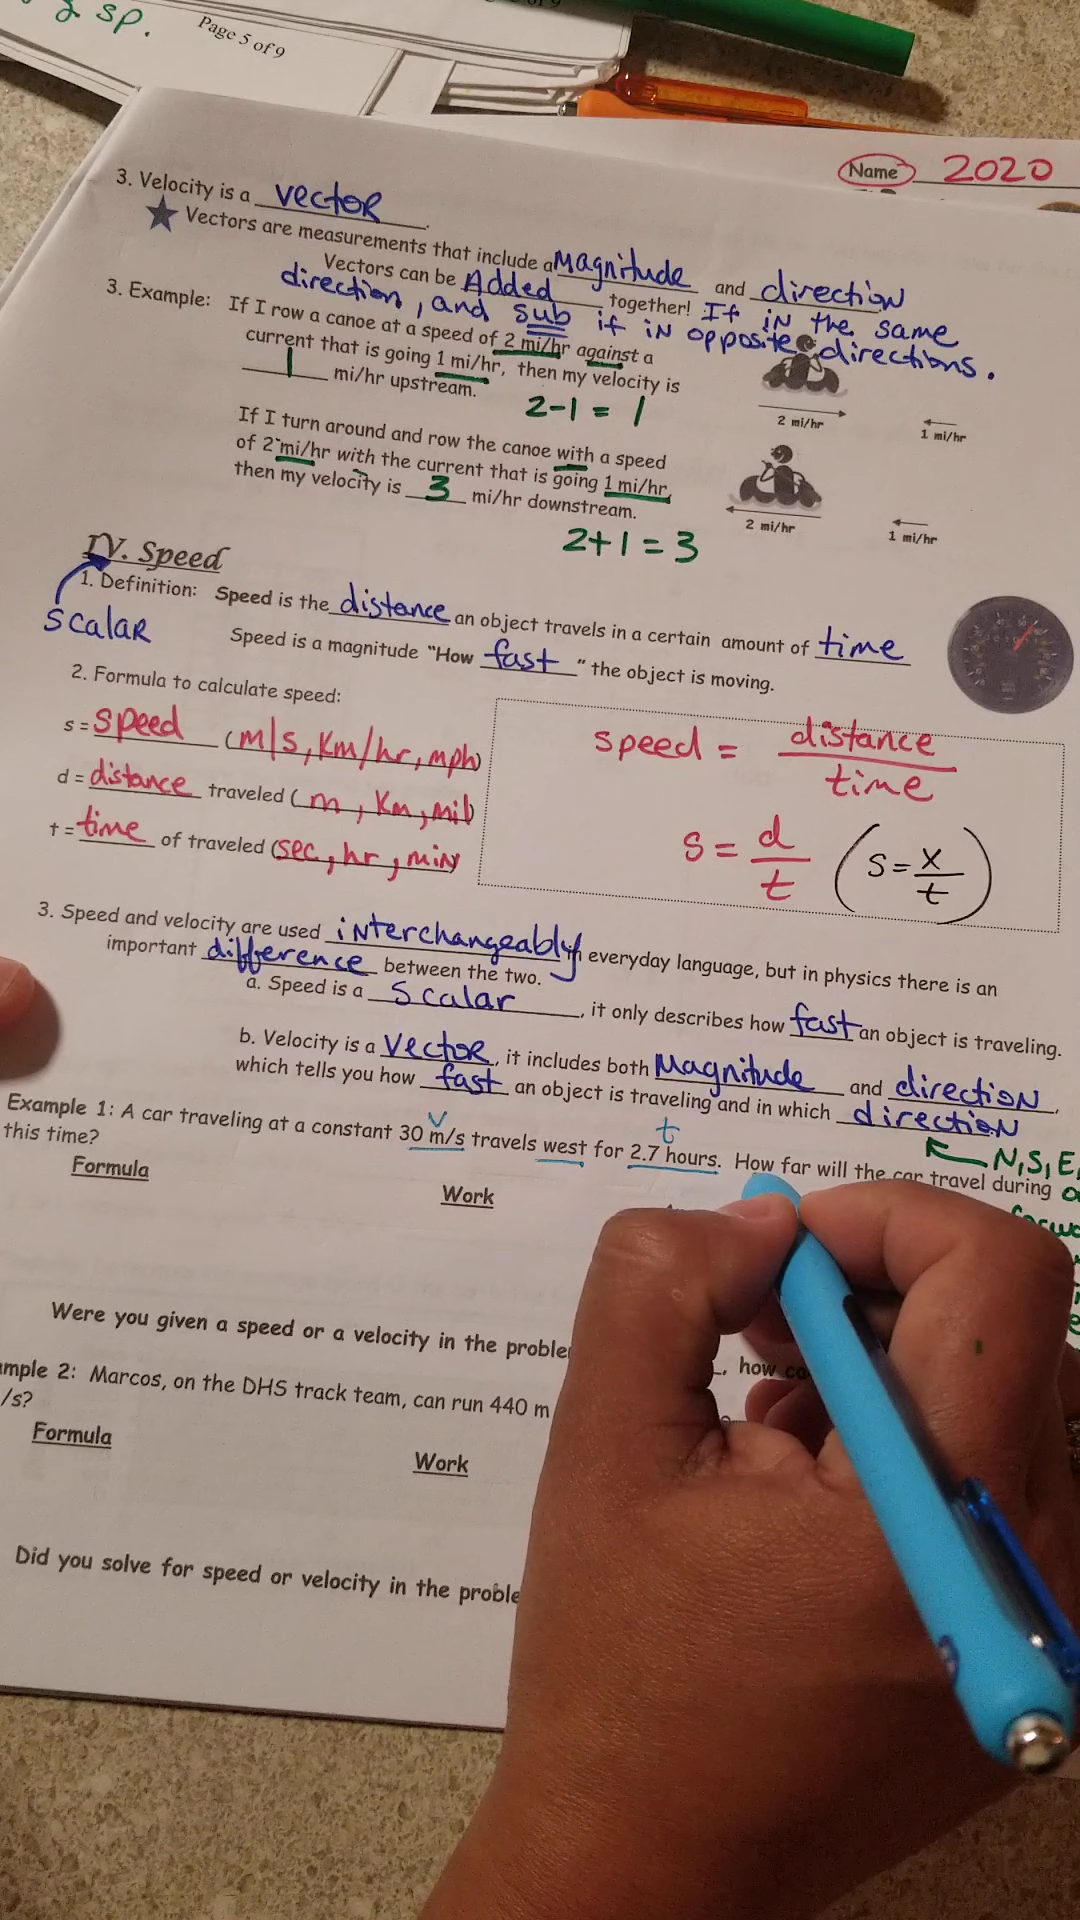 & sp.
Page 5 of 9
Name 2020
3. Velocity is a vector.
Vectors are measurements that include a Magnitude and direction
Vectors can be Added together! If in the same
direction, and sub if in opposite directions.
3. Example: If I row a canoe at a speed of 2 mi/hr against a
current that is going 1 mi/hr, then my velocity is
1 mi/hr upstream.
2-1 = 1
2 mi/hr
1 mi/hr
If I turn around and row the canoe with a speed
of 2 mi/hr with the current that is going 1 mi/hr,
then my velocity is 3 mi/hr downstream.
2+1=3
2 mi/hr
1 mi/hr
IV. Speed
1. Definition: Speed is the distance an object travels in a certain amount of time
scalar
Speed is a magnitude "How fast" the object is moving.
2. Formula to calculate speed:
s = speed (m/s, Km/hr, mph)
d = distance traveled (m, Km, mil)
t = time of traveled (sec, hr, min)
speed = distance
time
s = d
t
(s = x
t)
3. Speed and velocity are used interchangeably in everyday language, but in physics there is an
important difference between the two.
a. Speed is a Scalar, it only describes how fast an object is traveling.
b. Velocity is a Vector, it includes both Magnitude and direction,
which tells you how fast an object is traveling and in which direction
N,S,E,
v t
Example 1: A car traveling at a constant 30 m/s travels west for 2.7 hours. How far will the car travel during
this time?
Formula
Work
Were you given a speed or a velocity in the proble
, how
mple 2: Marcos, on the DHS track team, can run 440 m
/s?
Formula
Work
Did you solve for speed or velocity in the proble